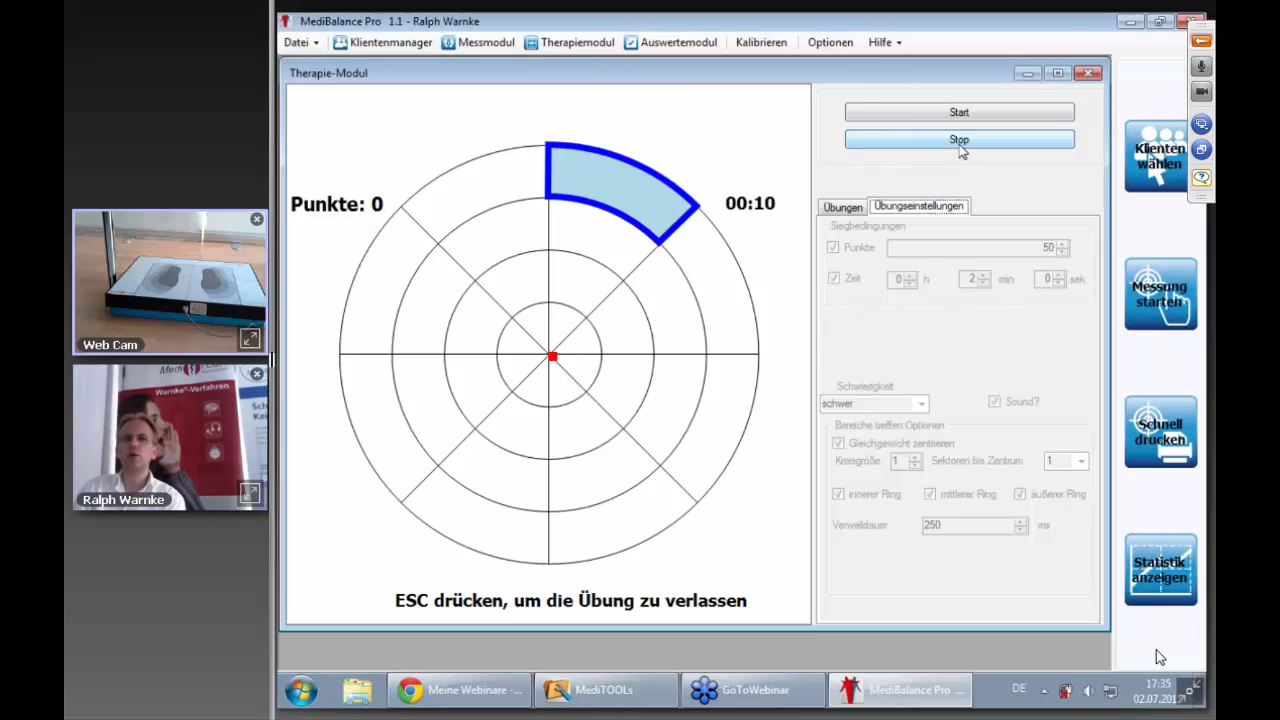 MediBalance Pro 1.1 - Ralph Warnke
Datei Klientenmanager Messmodul Therapiemodul Auswertemodul Kalibrieren Optionen Hilfe
Therapie-Modul
Start
Stop
Punkte: 0
00:10
Übungen Übungseinstellungen
Siegbedingungen
Punkte 50
Zeit 0 h 2 min 0 sek
Schwierigkeit
schwer Sound?
Bereiche treffen Optionen
Gleichgewicht zentrieren
Kreisgröße 1 Sektoren bis Zentrum 1
innerer Ring mittlerer Ring äußerer Ring
Verweildauer 250 ms
ESC drücken, um die Übung zu verlassen
Klienten
wählen
Messung
starten
Schnell
drucken
Statistik
anzeigen
Web Cam
Warnke®-Verfahren
Ralph Warnke
Meine Webinare - ... MediTOOLs GoToWebinar MediBalance Pro ... DE 17:35